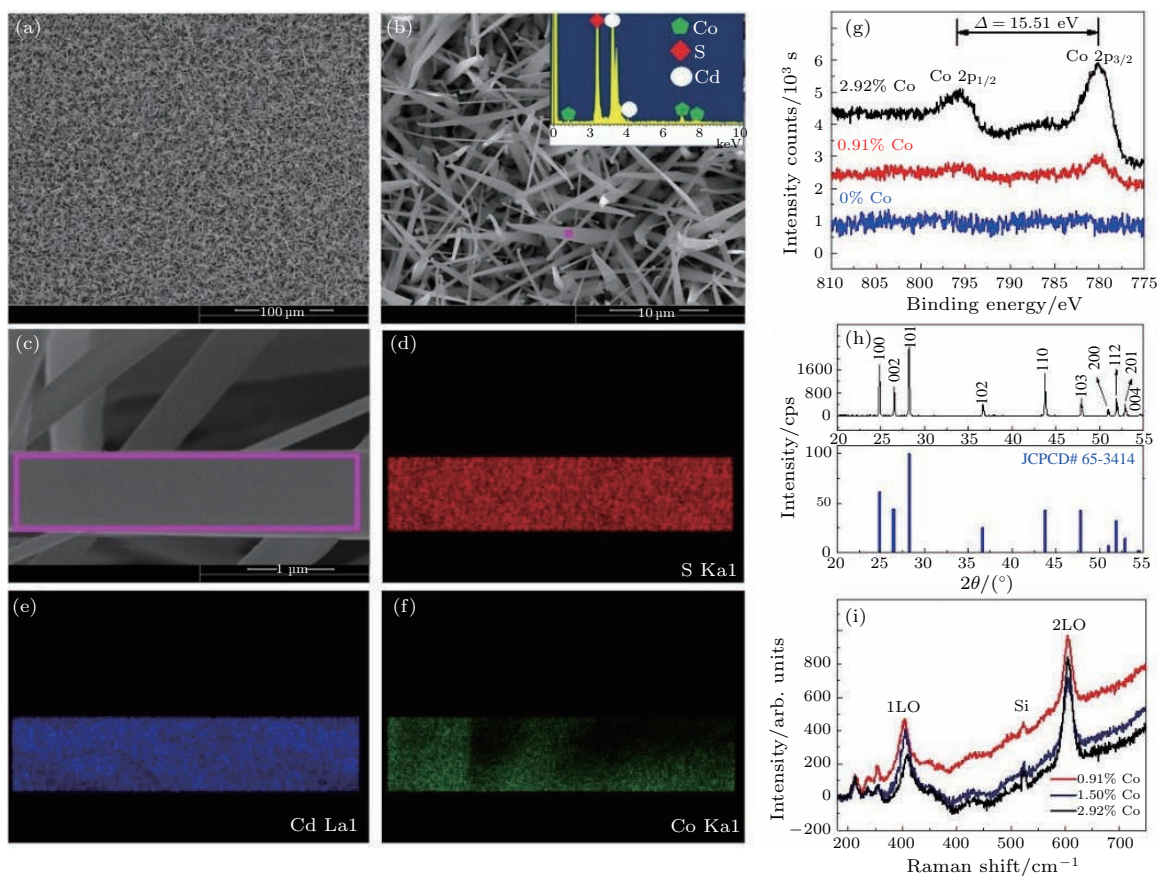 (a)
100 µm
(b)
Co
S
Cd
0 3 4 6 8 10
keV
10 µm
(c)
1 µm
(d)
S Ka1
(e)
Cd La1
(f)
Co Ka1
(g)
Δ = 15.51 eV
Co 2p3/2
Co 2p1/2
2.92% Co
0.91% Co
0% Co
Intensity counts/10³ s
6
5
4
3
2
1
0
810 805 800 795 790 785 780 775
Binding energy/eV
(h)
100
002
101
102
110
103
200
112
201
004
1600
800
0
20 25 30 35 40 45 50 55
Intensity/cps
JCPCD# 65-3414
100
50
0
20 25 30 35 40 45 50 55
2θ/(°)
(i)
2LO
1LO
Si
Intensity/arb. units
800
600
400
200
0
−200
0.91% Co
1.50% Co
2.92% Co
200 300 400 500 600 700
Raman shift/cm−1